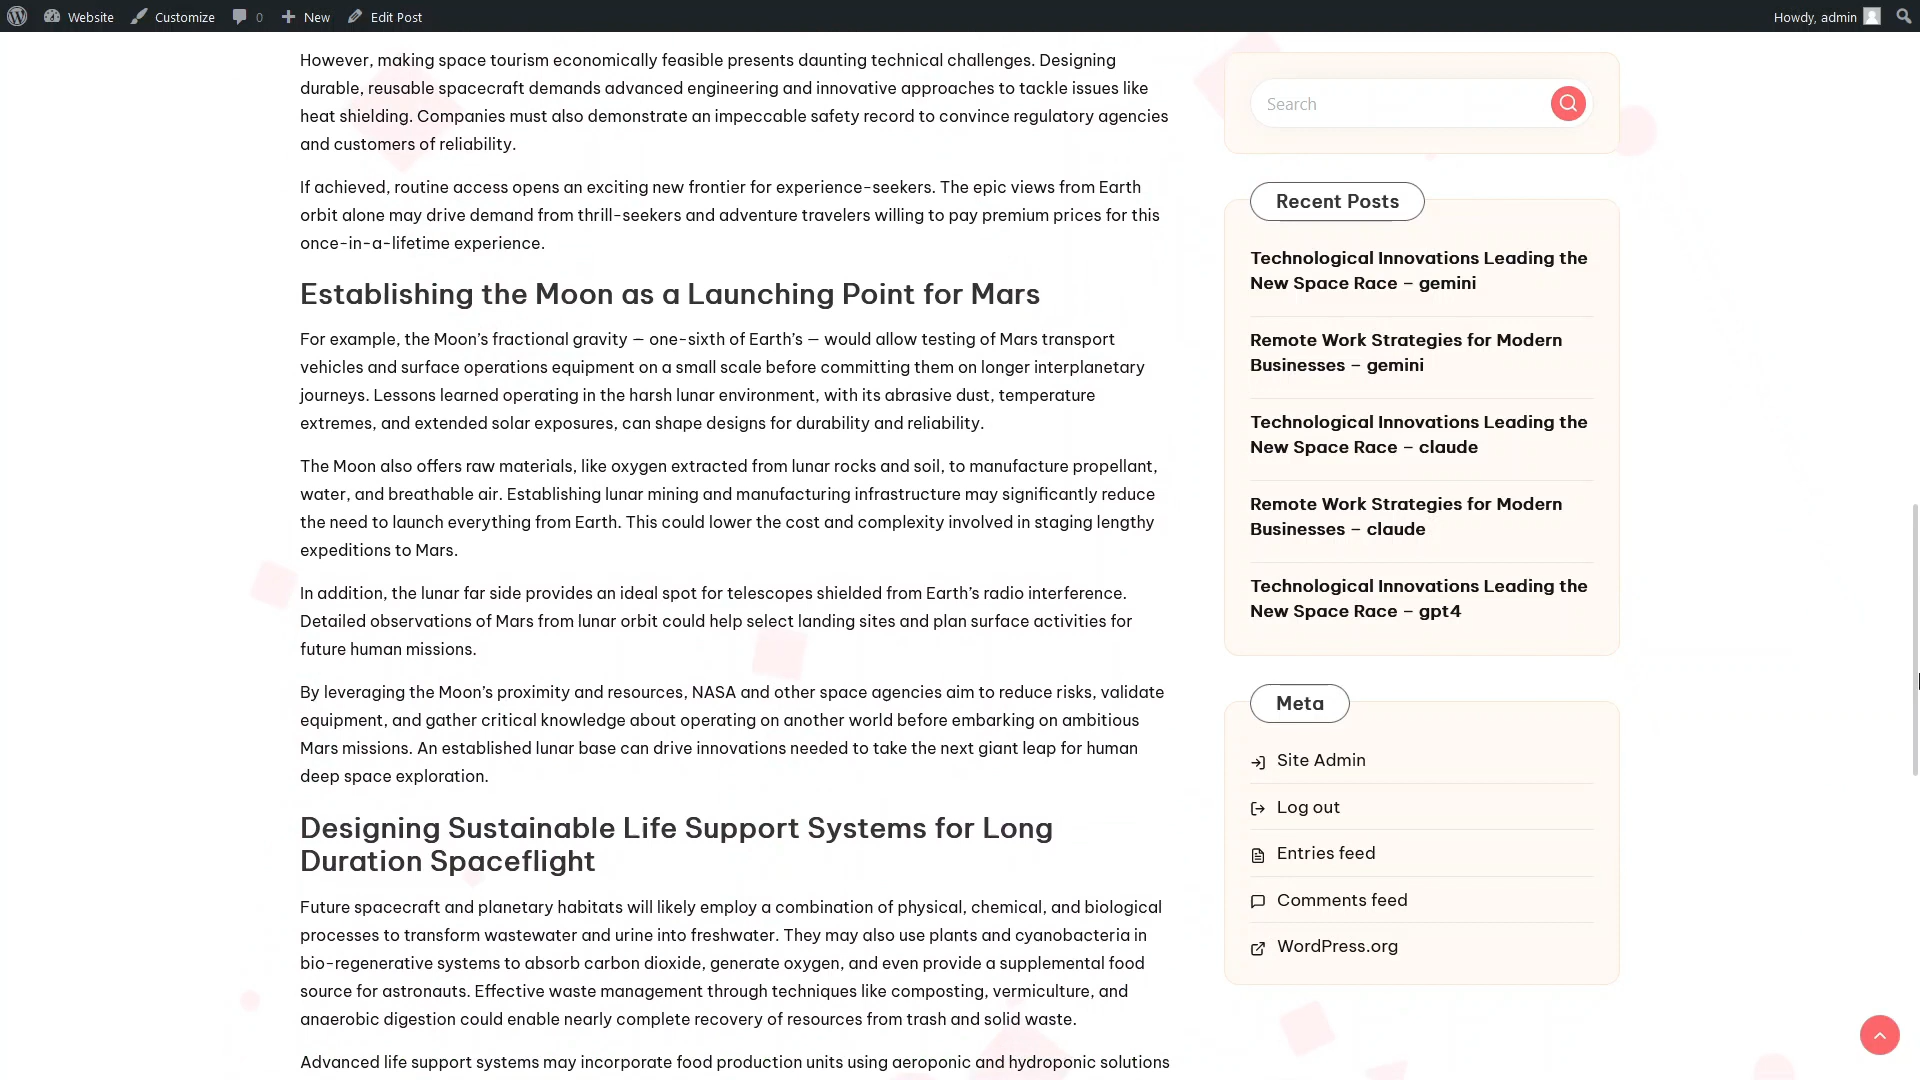 Website
Customize
0
New
Edit Post
Howdy, admin
However, making space tourism economically feasible presents daunting technical challenges. Designing
durable, reusable spacecraft demands advanced engineering and innovative approaches to tackle issues like
heat shielding. Companies must also demonstrate an impeccable safety record to convince regulatory agencies
and customers of reliability.
If achieved, routine access opens an exciting new frontier for experience-seekers. The epic views from Earth
orbit alone may drive demand from thrill-seekers and adventure travelers willing to pay premium prices for this
once-in-a-lifetime experience.
Establishing the Moon as a Launching Point for Mars
For example, the Moon’s fractional gravity — one-sixth of Earth’s — would allow testing of Mars transport
vehicles and surface operations equipment on a small scale before committing them on longer interplanetary
journeys. Lessons learned operating in the harsh lunar environment, with its abrasive dust, temperature
extremes, and extended solar exposures, can shape designs for durability and reliability.
The Moon also offers raw materials, like oxygen extracted from lunar rocks and soil, to manufacture propellant,
water, and breathable air. Establishing lunar mining and manufacturing infrastructure may significantly reduce
the need to launch everything from Earth. This could lower the cost and complexity involved in staging lengthy
expeditions to Mars.
In addition, the lunar far side provides an ideal spot for telescopes shielded from Earth’s radio interference.
Detailed observations of Mars from lunar orbit could help select landing sites and plan surface activities for
future human missions.
By leveraging the Moon’s proximity and resources, NASA and other space agencies aim to reduce risks, validate
equipment, and gather critical knowledge about operating on another world before embarking on ambitious
Mars missions. An established lunar base can drive innovations needed to take the next giant leap for human
deep space exploration.
Designing Sustainable Life Support Systems for Long
Duration Spaceflight
Future spacecraft and planetary habitats will likely employ a combination of physical, chemical, and biological
processes to transform wastewater and urine into freshwater. They may also use plants and cyanobacteria in
bio-regenerative systems to absorb carbon dioxide, generate oxygen, and even provide a supplemental food
source for astronauts. Effective waste management through techniques like composting, vermiculture, and
anaerobic digestion could enable nearly complete recovery of resources from trash and solid waste.
Advanced life support systems may incorporate food production units using aeroponic and hydroponic solutions
Search
Recent Posts
Technological Innovations Leading the
New Space Race – gemini
Remote Work Strategies for Modern
Businesses – gemini
Technological Innovations Leading the
New Space Race – claude
Remote Work Strategies for Modern
Businesses – claude
Technological Innovations Leading the
New Space Race – gpt4
Meta
Site Admin
Log out
Entries feed
Comments feed
WordPress.org